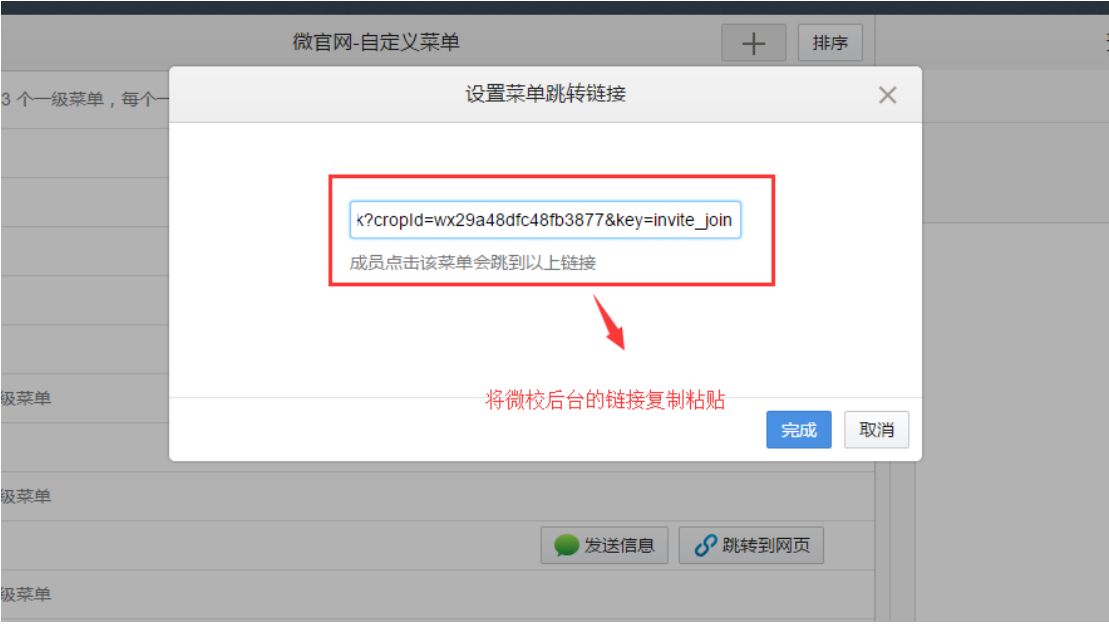 微官网-自定义菜单
排序
3 个一级菜单，每个一
设置菜单跳转链接
k?cropId=wx29a48dfc48fb3877&key=invite_join
成员点击该菜单会跳到以上链接
级菜单
将微校后台的链接复制粘贴
完成
取消
级菜单
发送信息
跳转到网页
级菜单